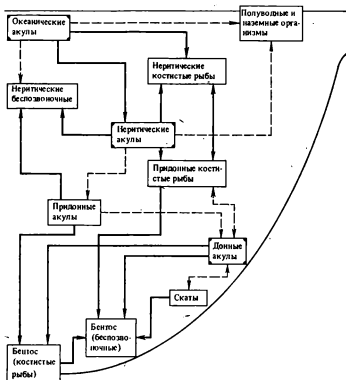 Океанические
акулы
Полуводные и
наземные орга-
низмы
Неритические
костистые рыбы
Неритические
беспозвоночные
Неритические
акулы
Придонные кости-
стые рыбы
Придонные
акулы
Донные
акулы
Скаты
Бентос
(беспозво-
ночные)
Бентос
(костистые
рыбы)